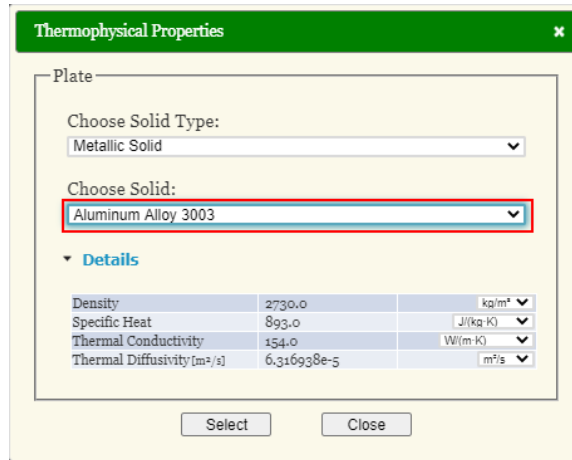 Thermophysical Properties ×
Plate
Choose Solid Type:
Metallic Solid
Choose Solid:
Aluminum Alloy 3003
Details
Density 2730.0 kg/m³
Specific Heat 893.0 J/(kg·K)
Thermal Conductivity 154.0 W/(m·K)
Thermal Diffusivity[m²/s] 6.316938e-5 m²/s
Select Close